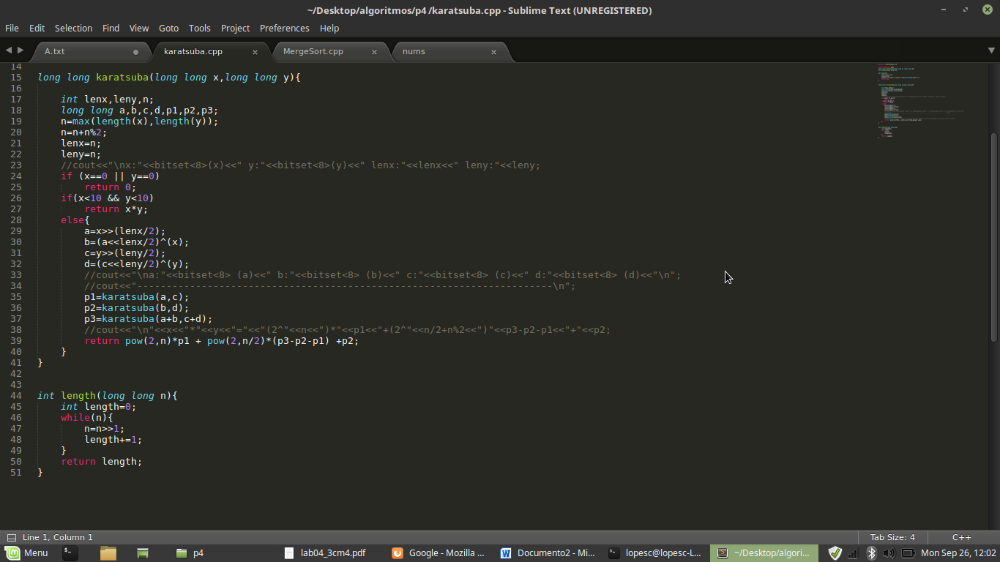 ~/Desktop/algoritmos/p4/karatsuba.cpp - Sublime Text (UNREGISTERED)
File Edit Selection Find View Goto Tools Project Preferences Help
A.txt karatsuba.cpp MergeSort.cpp nums
14
15 long long karatsuba(long long x,long long y){
16
17     int lenx,leny,n;
18     long long a,b,c,d,p1,p2,p3;
19     n=max(length(x),length(y));
20     n=n+n%2;
21     lenx=n;
22     leny=n;
23     //cout<<"\nx:"<<bitset<8>(x)<<" y:"<<bitset<8>(y)<<" lenx:"<<lenx<<" leny:"<<leny;
24     if (x==0 || y==0)
25         return 0;
26     if(x<10 && y<10)
27         return x*y;
28     else{
29         a=x>>(lenx/2);
30         b=(a<<lenx/2)^(x);
31         c=y>>(leny/2);
32         d=(c<<leny/2)^(y);
33         //cout<<"\na:"<<bitset<8> (a)<<" b:"<<bitset<8> (b)<<" c:"<<bitset<8> (c)<<" d:"<<bitset<8> (d)<<"\n";
34         //cout<<"-----------------------------------------------------------------------\n";
35         p1=karatsuba(a,c);
36         p2=karatsuba(b,d);
37         p3=karatsuba(a+b,c+d);
38         //cout<<"\n"<<x<<"*"<<y<<"="<<"(2^"<<n<<")*"<<p1<<"+(2^"<<n/2+n%2<<")"<<p3-p2-p1<<"+"<<p2;
39         return pow(2,n)*p1 + pow(2,n/2)*(p3-p2-p1) +p2;
40     }
41 }
42
43
44 int length(long long n){
45     int length=0;
46     while(n){
47         n=n>>1;
48         length+=1;
49     }
50     return length;
51 }
Line 1, Column 1 Tab Size: 4 C++
Menu p4 lab04_3cm4.pdf Google - Mozilla ... Documento2 - Mi... lopesc@lopesc-L... ~/Desktop/algori... Mon Sep 26, 12:02